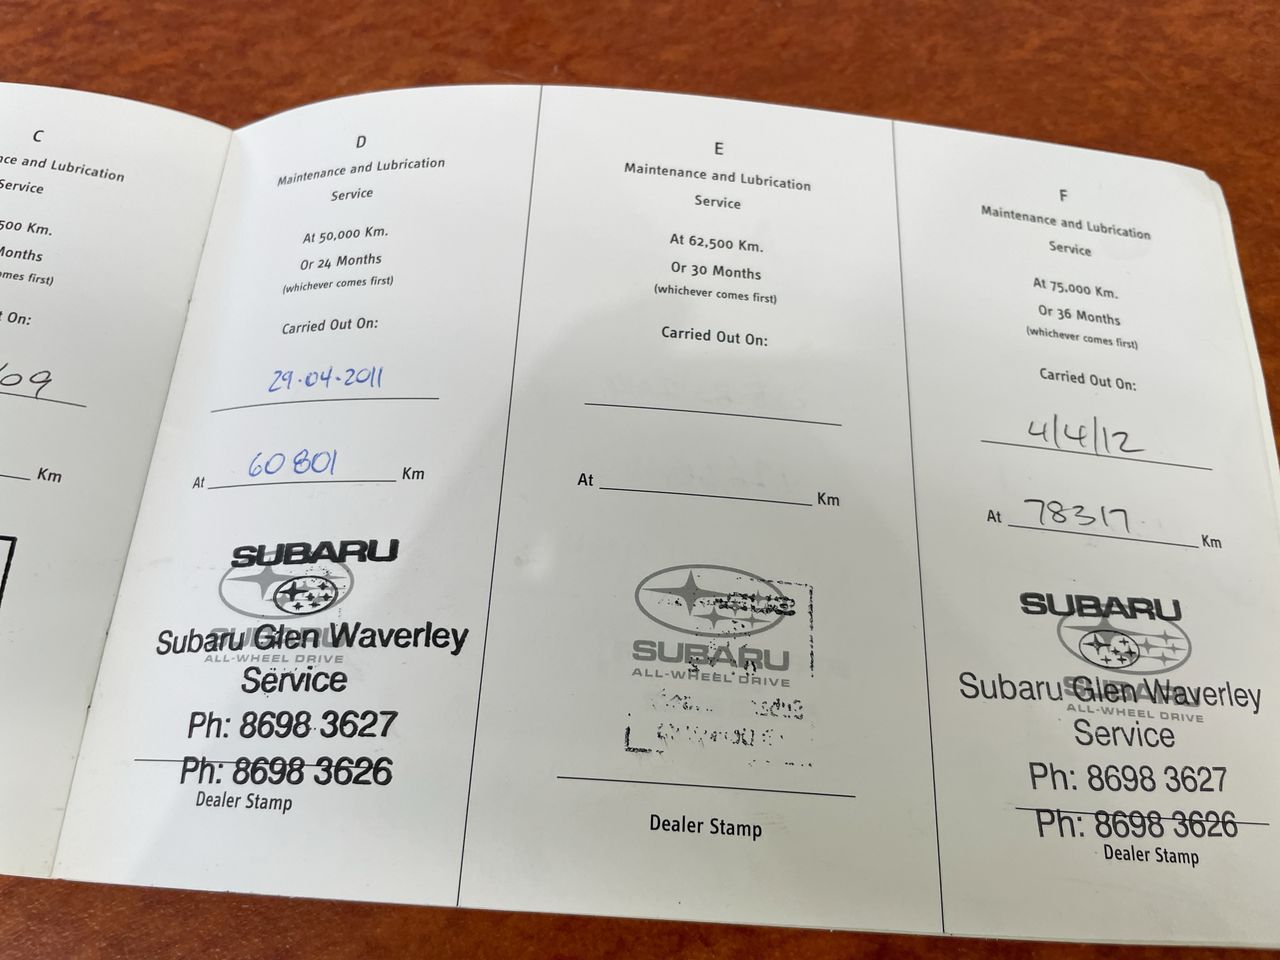 C
and Lubrication
Service
500 Km.
Months
comes first)
On:
/09
Km
D
Maintenance and Lubrication
Service
At 50,000 Km.
Or 24 Months
(whichever comes first)
Carried Out On:
29.04.2011
At 60801 Km
SUBARU
SUBARU
Subaru Glen Waverley
ALL-WHEEL DRIVE
Service
Ph: 8698 3627
Ph: 8698 3626
Dealer Stamp
E
Maintenance and Lubrication
Service
At 62,500 Km.
Or 30 Months
(whichever comes first)
Carried Out On:
At Km
SUBARU
ALL-WHEEL DRIVE
Dealer Stamp
F
Maintenance and Lubrication
Service
At 75,000 Km.
Or 36 Months
(whichever comes first)
Carried Out On:
4/4/12
At 78317 Km
SUBARU
SUBARU
Subaru Glen Waverley
ALL-WHEEL DRIVE
Service
Ph: 8698 3627
Ph: 8698 3626
Dealer Stamp